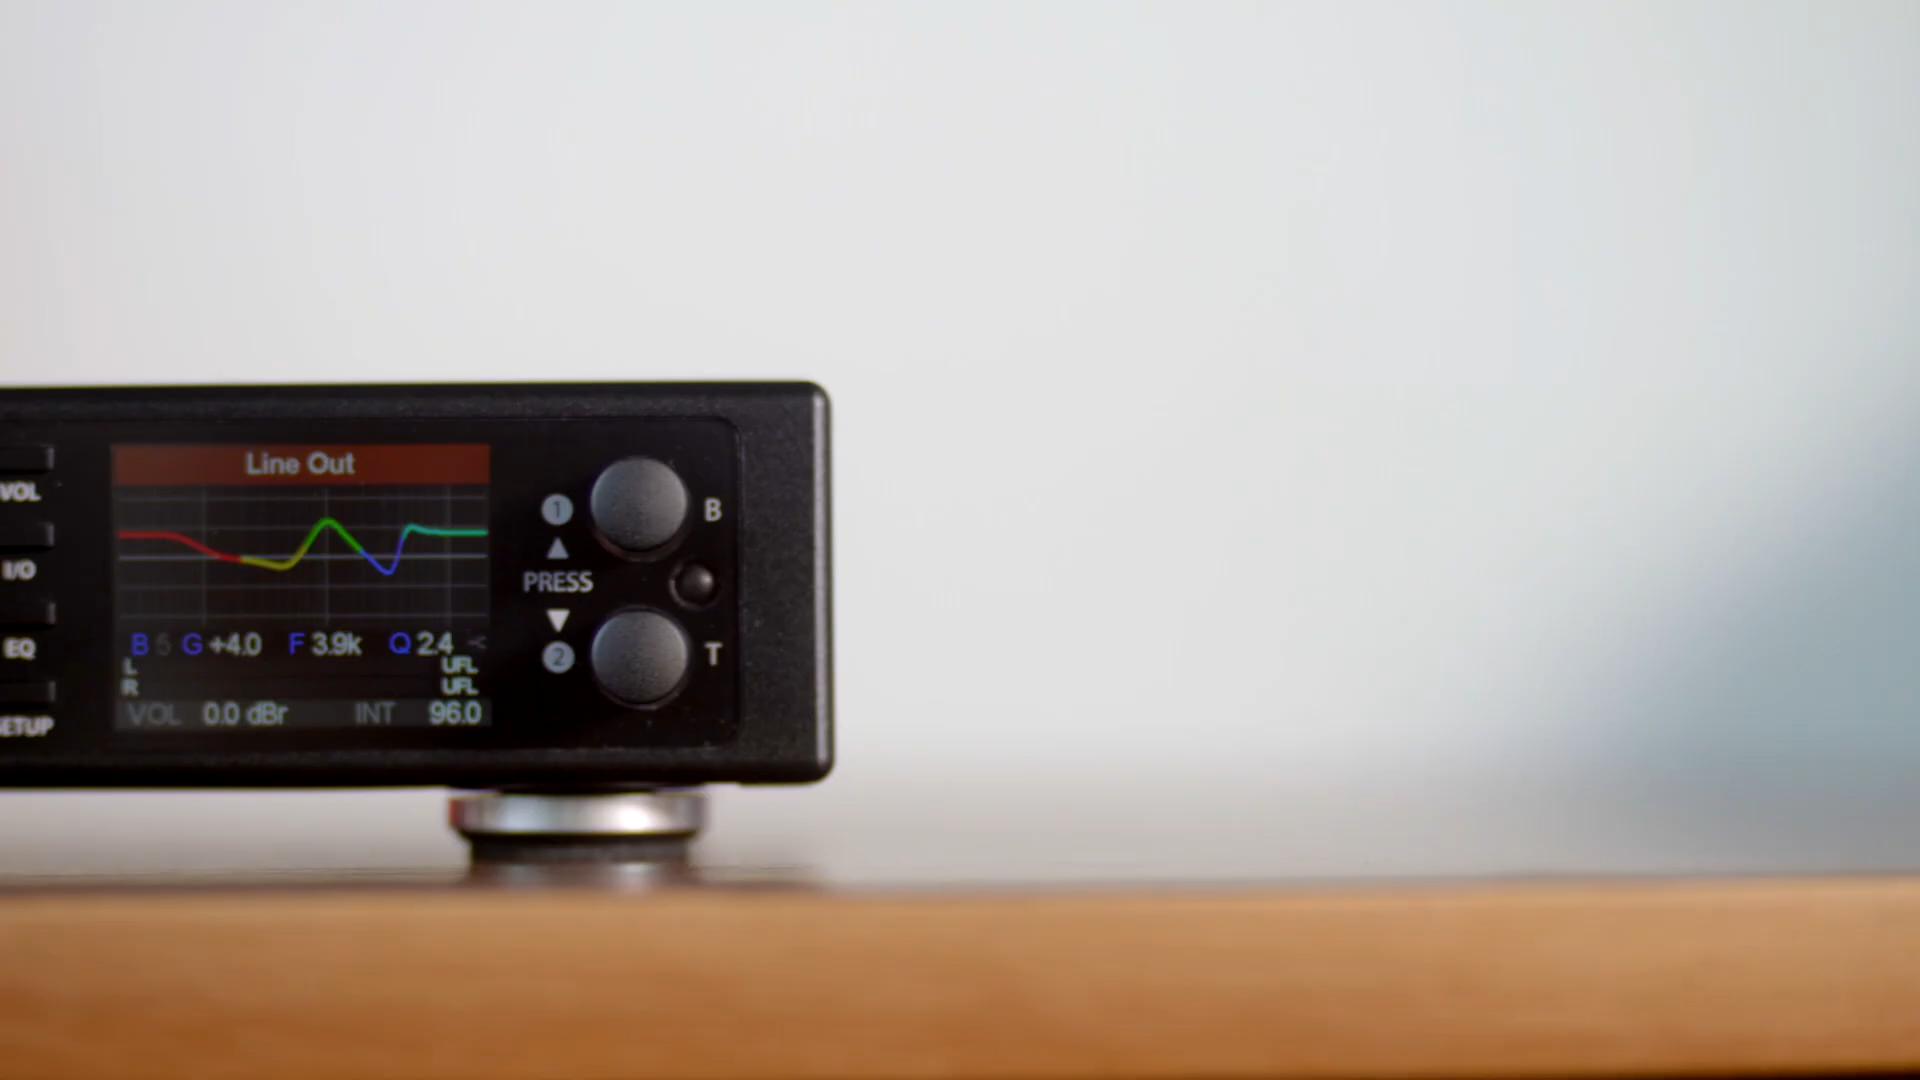 VOL
I/O
EQ
SETUP
Line Out
B 5 G +4.0 F 3.9k Q 2.4
L UFL
R UFL
VOL 0.0 dBr INT 96.0
1 B
PRESS
2 T